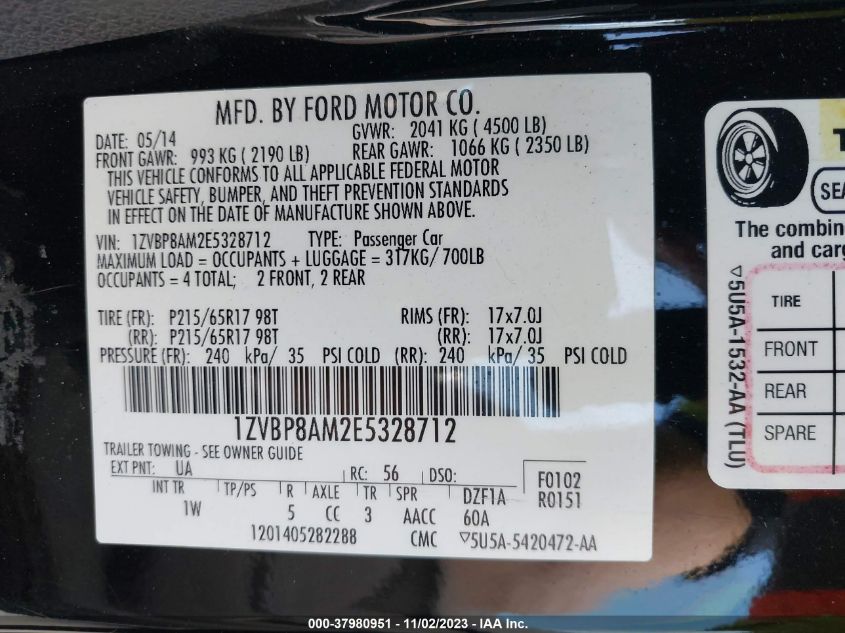 MFD. BY FORD MOTOR CO.
DATE: 05/14
GVWR: 2041 KG ( 4500 LB)
FRONT GAWR: 993 KG ( 2190 LB)
REAR GAWR: 1066 KG ( 2350 LB)
THIS VEHICLE CONFORMS TO ALL APPLICABLE FEDERAL MOTOR
VEHICLE SAFETY, BUMPER, AND THEFT PREVENTION STANDARDS
IN EFFECT ON THE DATE OF MANUFACTURE SHOWN ABOVE.
VIN: 1ZVBP8AM2E5328712 TYPE: Passenger Car
MAXIMUM LOAD = OCCUPANTS + LUGGAGE = 317KG/ 700LB
OCCUPANTS = 4 TOTAL; 2 FRONT, 2 REAR
TIRE (FR): P215/65R17 98T RIMS (FR): 17x7.0J
(RR): P215/65R17 98T (RR): 17x7.0J
PRESSURE (FR): 240 kPa/ 35 PSI COLD (RR): 240 kPa/ 35 PSI COLD
1ZVBP8AM2E5328712
TRAILER TOWING - SEE OWNER GUIDE
EXT PNT: UA RC: 56 DSO: F0102
INT TR TP/PS R AXLE TR SPR DZF1A R0151
1W 5 CC 3 AACC 60A
1201405282288 CMC ▽5U5A-5420472-AA
T
SEA
The combin
and carg
TIRE
FRONT
REAR
SPARE
▽5U5A-1532-AA (TLU)
000-37980951 - 11/02/2023 - IAA Inc.